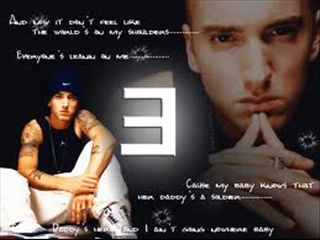 And now it don't feel like
the world's on my shoulders
Everyone's leanin on me
E
Cause my baby knows that
her daddy's a soldier
Daddy's here and I ain't going nowhere baby